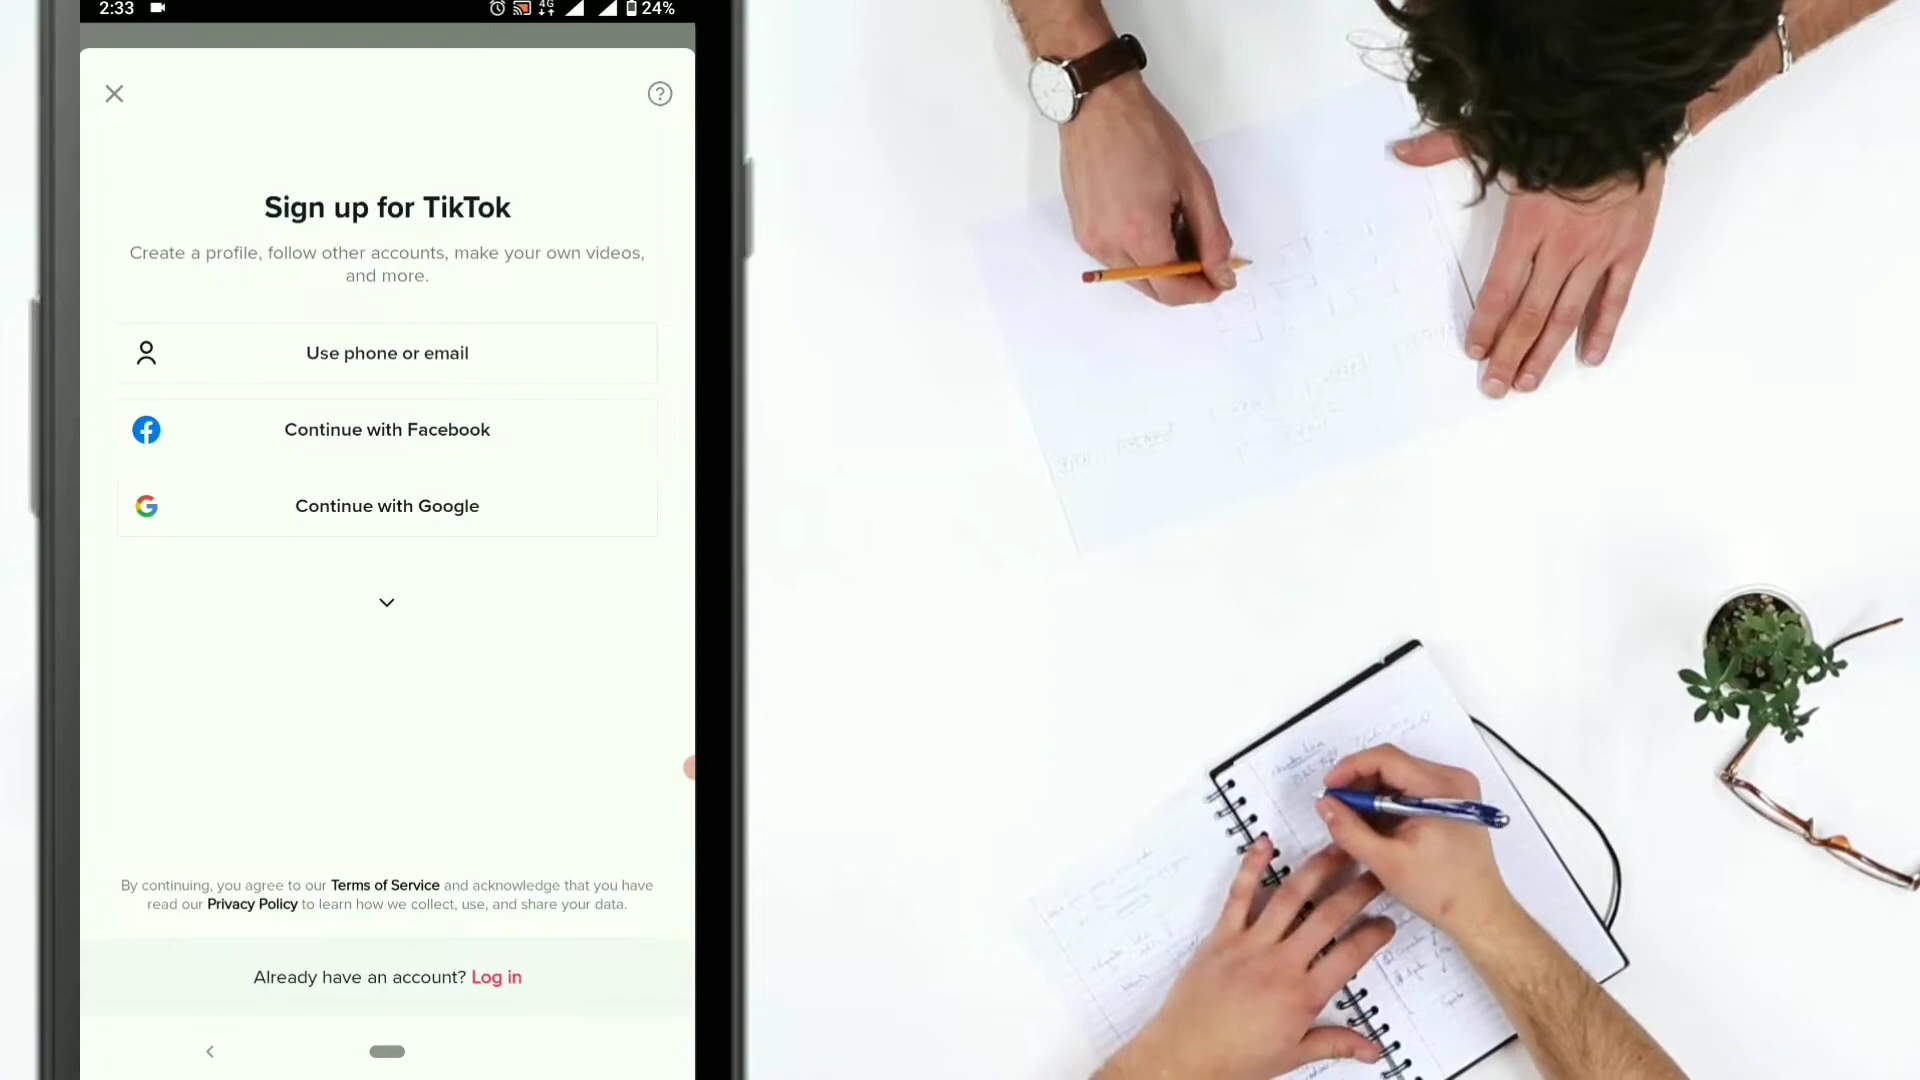 2:33
4G
24%
Sign up for TikTok
Create a profile, follow other accounts, make your own videos,
and more.
Use phone or email
Continue with Facebook
Continue with Google
By continuing, you agree to our Terms of Service and acknowledge that you have
read our Privacy Policy to learn how we collect, use, and share your data.
Already have an account? Log in